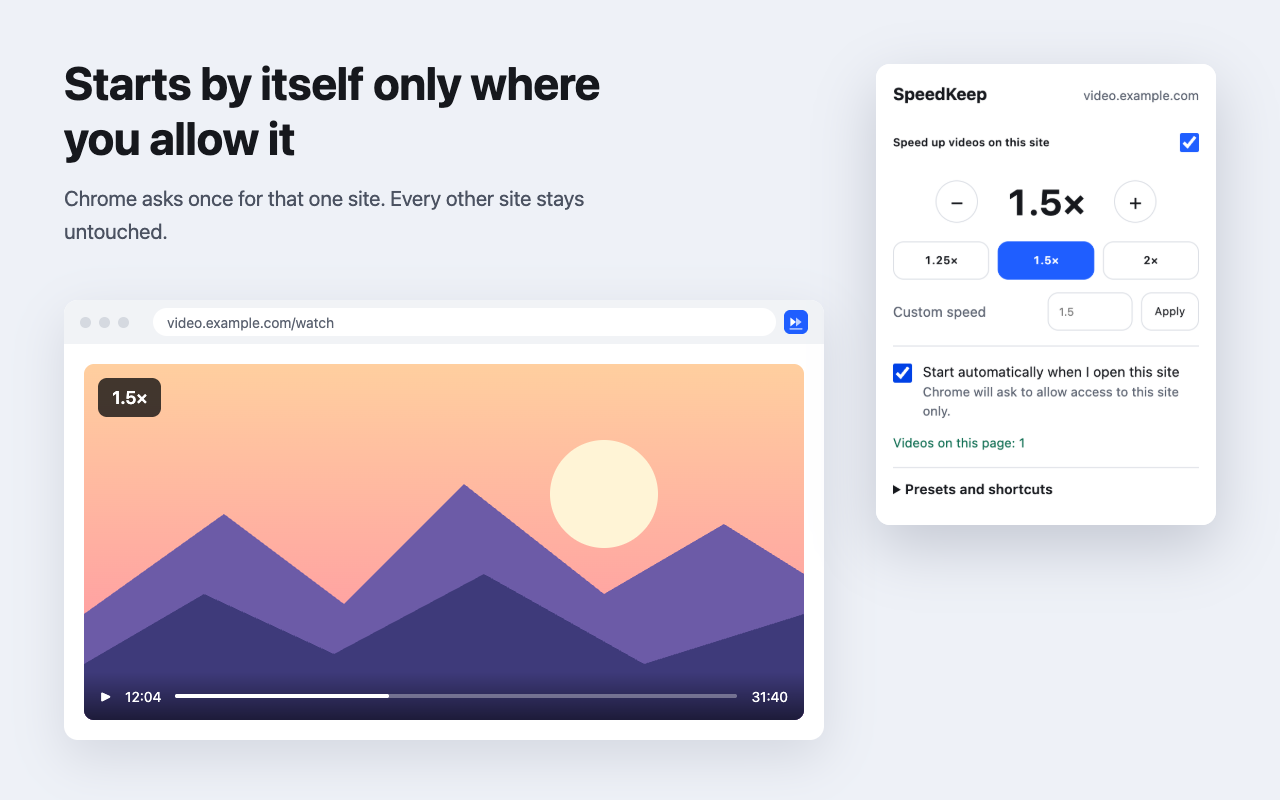 Starts by itself only where
you allow it
Chrome asks once for that one site. Every other site stays
untouched.
video.example.com/watch
1.5×
12:04
31:40
SpeedKeep
video.example.com
Speed up videos on this site
−
1.5×
+
1.25×
1.5×
2×
Custom speed
1.5
Apply
Start automatically when I open this site
Chrome will ask to allow access to this site
only.
Videos on this page: 1
Presets and shortcuts